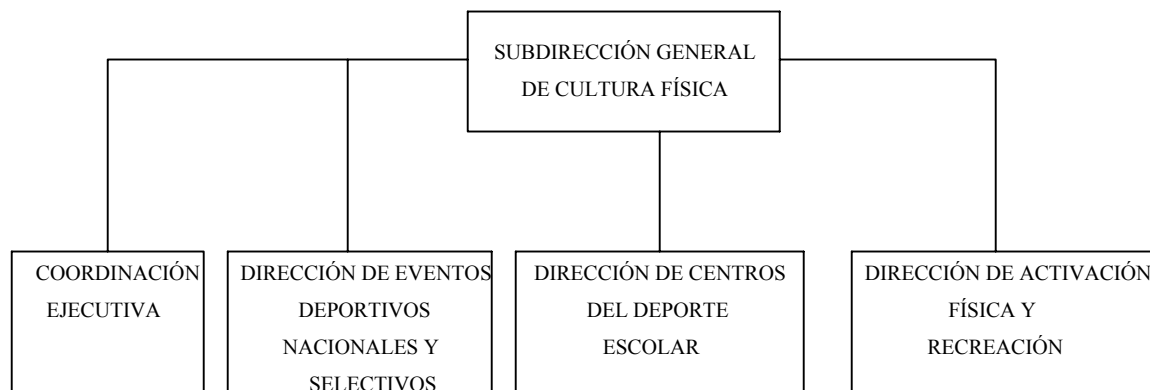 SUBDIRECCIÓN GENERAL
DE CULTURA FÍSICA
COORDINACIÓN
EJECUTIVA
DIRECCIÓN DE EVENTOS
DEPORTIVOS
NACIONALES Y
SELECTIVOS
DIRECCIÓN DE CENTROS
DEL DEPORTE
ESCOLAR
DIRECCIÓN DE ACTIVACIÓN
FÍSICA Y
RECREACIÓN